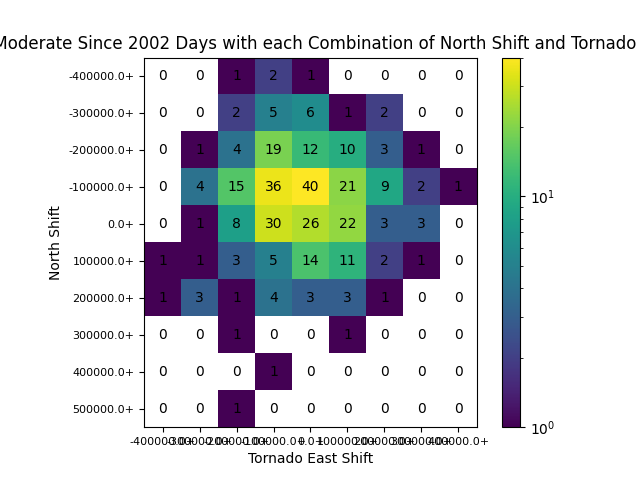 Moderate Since 2002 Days with each Combination of North Shift and Tornado
-400000.0+ 0 0 1 2 1 0 0 0 0
-300000.0+ 0 0 2 5 6 1 2 0 0
-200000.0+ 0 1 4 19 12 10 3 1 0
-100000.0+ 0 4 15 36 40 21 9 2 1
0.0+ 0 1 8 30 26 22 3 3 0
100000.0+ 1 1 3 5 14 11 2 1 0
200000.0+ 1 3 1 4 3 3 1 0 0
300000.0+ 0 0 1 0 0 1 0 0 0
400000.0+ 0 0 0 1 0 0 0 0 0
500000.0+ 0 0 1 0 0 0 0 0 0
North Shift
Tornado East Shift
10¹
10⁰